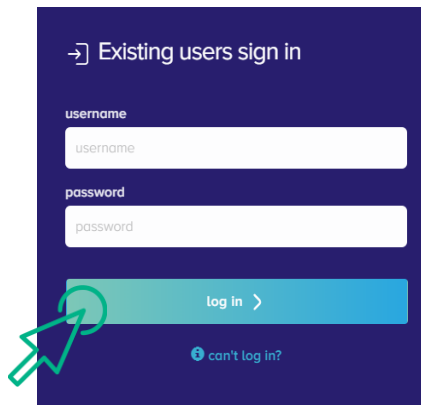 Existing users sign in
username
username
password
password
log in
can't log in?